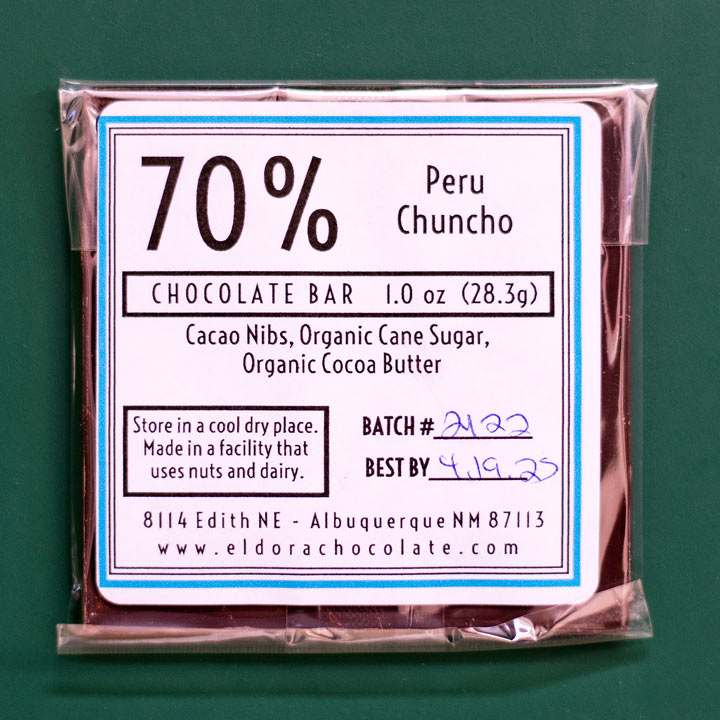 70%
Peru
Chuncho
CHOCOLATE BAR 1.0 oz (28.3g)
Cacao Nibs, Organic Cane Sugar,
Organic Cocoa Butter
Store in a cool dry place.
Made in a facility that
uses nuts and dairy.
BATCH # 2122
BEST BY 4.19.25
8114 Edith NE - Albuquerque NM 87113
www.eldorachocolate.com